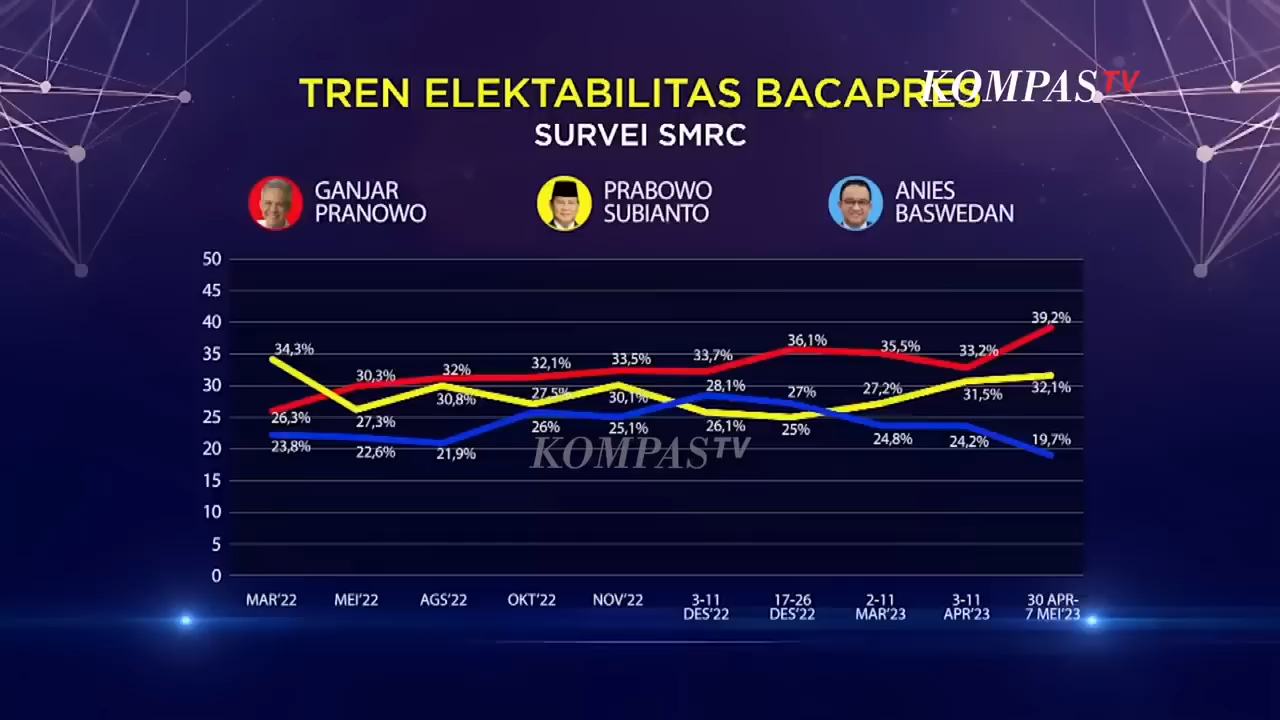 KOMPASTV
TREN ELEKTABILITAS BACAPRES
SURVEI SMRC
GANJAR
PRANOWO
PRABOWO
SUBIANTO
ANIES
BASWEDAN
50
45
40
35
30
25
20
15
10
5
0
34,3%
26,3%
23,8%
30,3%
27,3%
22,6%
32%
30,8%
21,9%
32,1%
27,5%
26%
33,5%
30,1%
25,1%
33,7%
28,1%
26,1%
36,1%
27%
25%
35,5%
27,2%
24,8%
33,2%
31,5%
24,2%
39,2%
32,1%
19,7%
KOMPASTV
MAR'22
MEI'22
AGS'22
OKT'22
NOV'22
3-11
DES'22
17-26
DES'22
2-11
MAR'23
3-11
APR'23
30 APR-
7 MEI'23